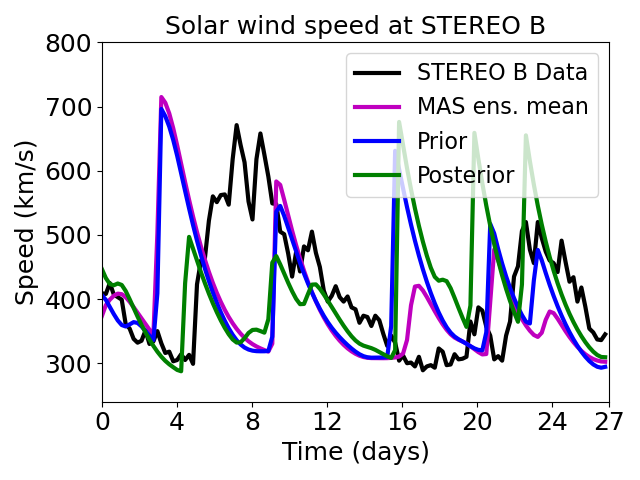 Solar wind speed at STEREO B
800
700
600
500
400
300
Speed (km/s)
STEREO B Data
MAS ens. mean
Prior
Posterior
0 4 8 12 16 20 24 27
Time (days)